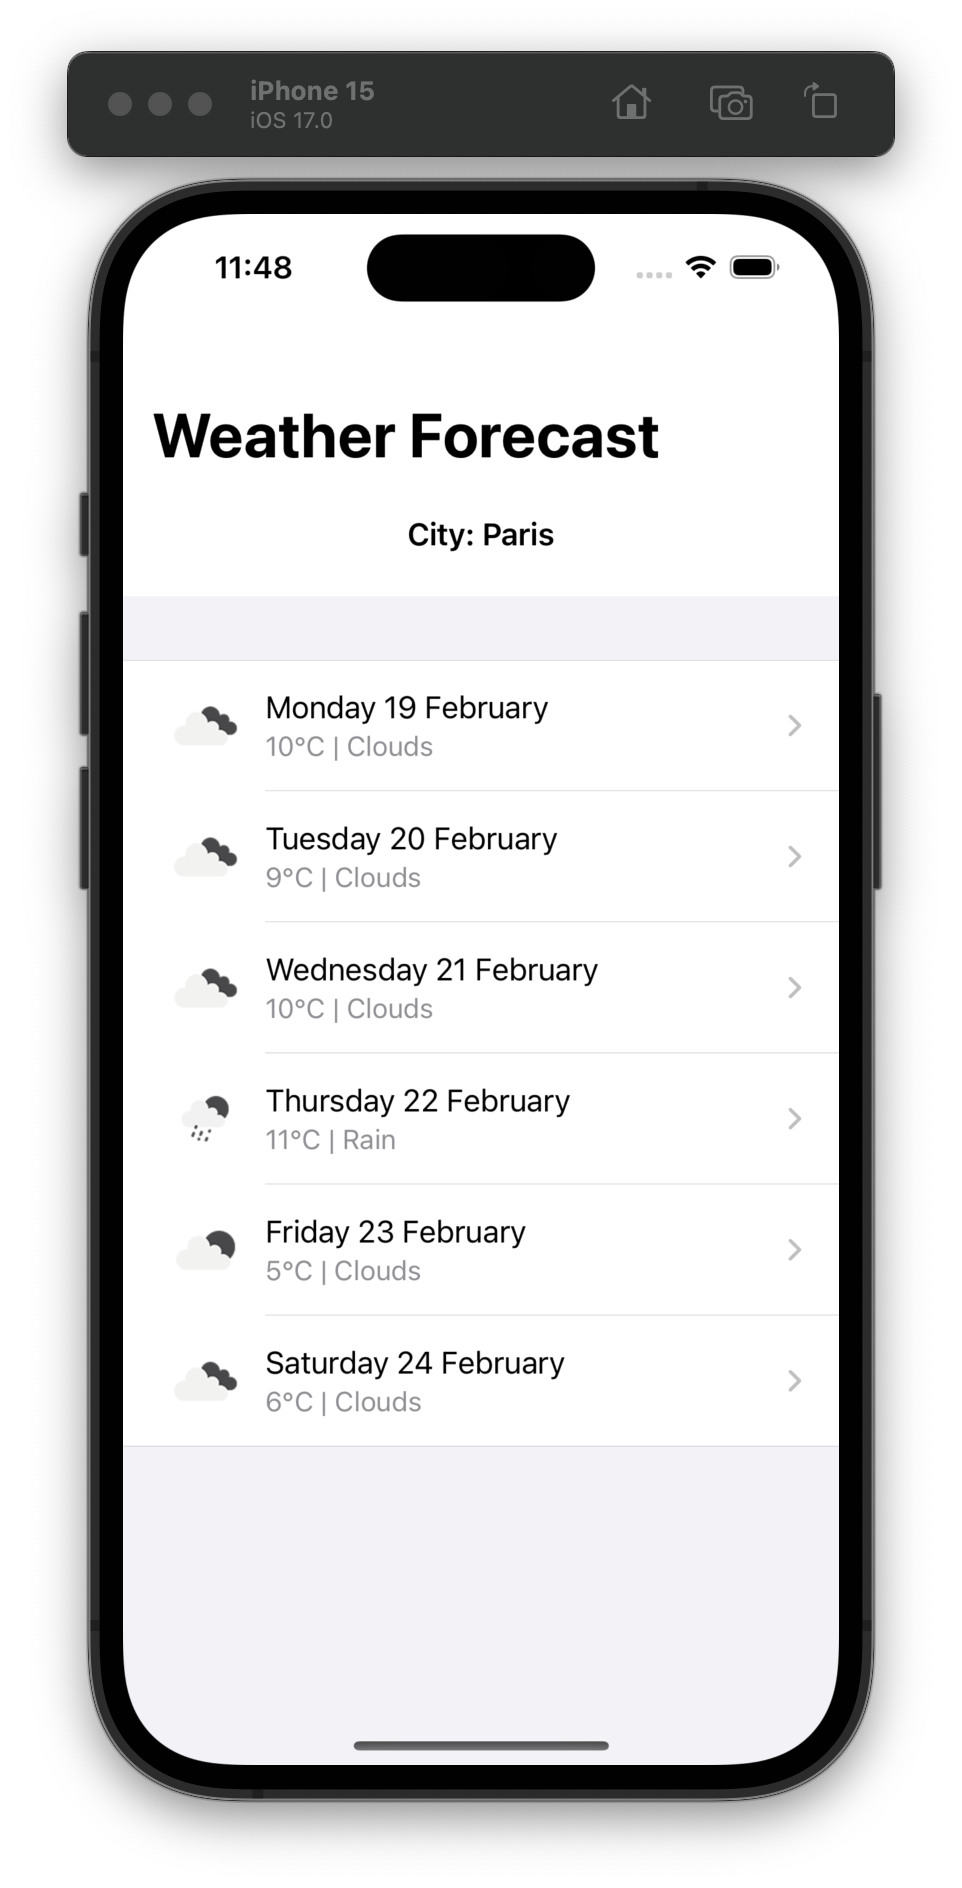 iPhone 15
iOS 17.0
11:48
Weather Forecast
City: Paris
Monday 19 February
10°C | Clouds
Tuesday 20 February
9°C | Clouds
Wednesday 21 February
10°C | Clouds
Thursday 22 February
11°C | Rain
Friday 23 February
5°C | Clouds
Saturday 24 February
6°C | Clouds